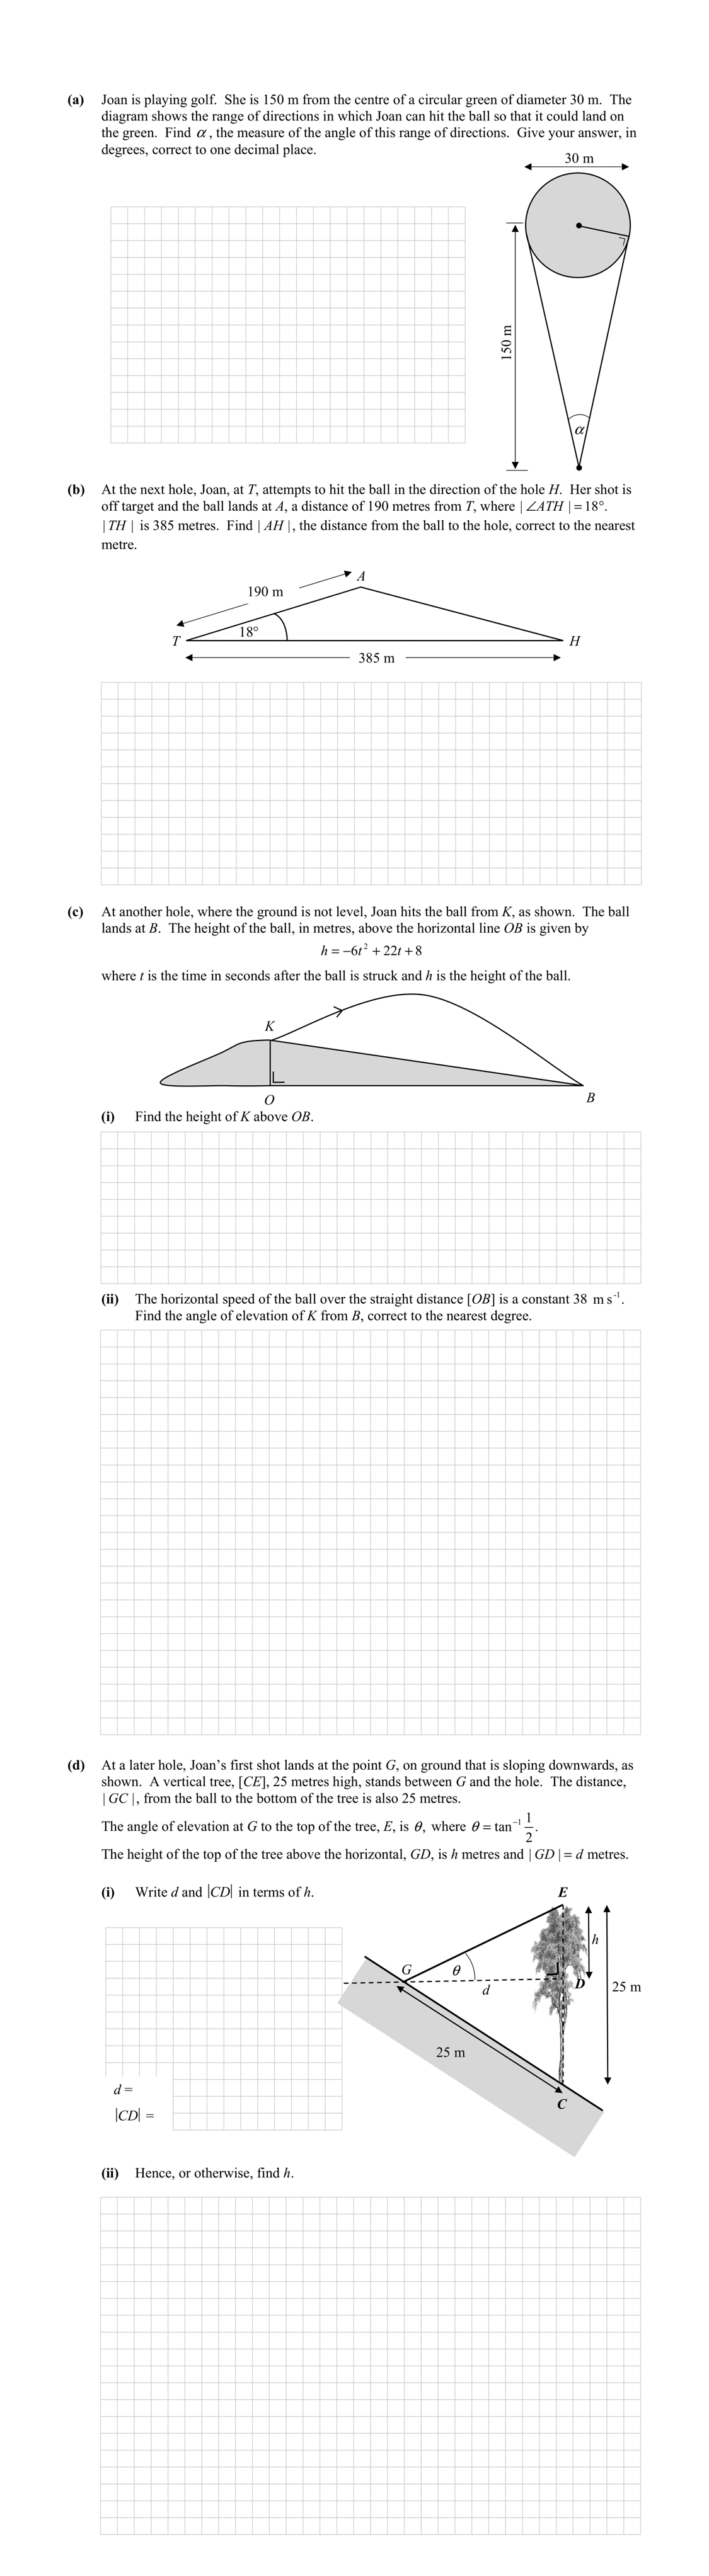 (a) Joan is playing golf. She is 150 m from the centre of a circular green of diameter 30 m. The
diagram shows the range of directions in which Joan can hit the ball so that it could land on
the green. Find α, the measure of the angle of this range of directions. Give your answer, in
degrees, correct to one decimal place.
30 m
150 m
α
(b) At the next hole, Joan, at T, attempts to hit the ball in the direction of the hole H. Her shot is
off target and the ball lands at A, a distance of 190 metres from T, where | ∠ATH | = 18°.
| TH | is 385 metres. Find | AH |, the distance from the ball to the hole, correct to the nearest
metre.
A
190 m
18°
T
H
385 m
(c) At another hole, where the ground is not level, Joan hits the ball from K, as shown. The ball
lands at B. The height of the ball, in metres, above the horizontal line OB is given by
h = −6t² + 22t + 8
where t is the time in seconds after the ball is struck and h is the height of the ball.
K
O
B
(i) Find the height of K above OB.
(ii) The horizontal speed of the ball over the straight distance [OB] is a constant 38 m s⁻¹.
Find the angle of elevation of K from B, correct to the nearest degree.
(d) At a later hole, Joan’s first shot lands at the point G, on ground that is sloping downwards, as
shown. A vertical tree, [CE], 25 metres high, stands between G and the hole. The distance,
| GC |, from the ball to the bottom of the tree is also 25 metres.
The angle of elevation at G to the top of the tree, E, is θ, where θ = tan⁻¹ 1/2.
The height of the top of the tree above the horizontal, GD, is h metres and | GD | = d metres.
(i) Write d and |CD| in terms of h.
E
h
G
θ
D
d
25 m
25 m
C
d =
|CD| =
(ii) Hence, or otherwise, find h.